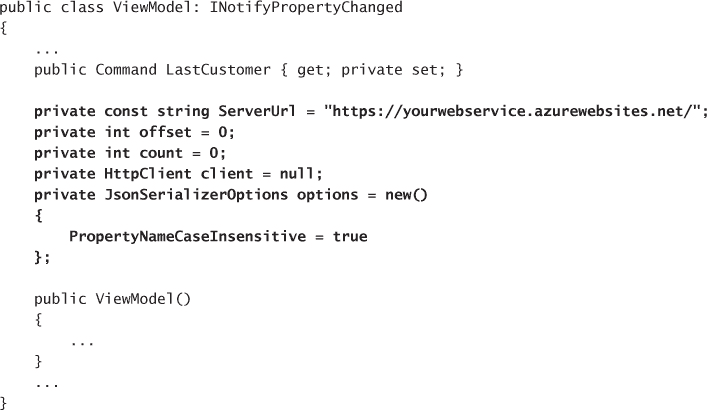 public class ViewModel: INotifyPropertyChanged
{
    ...
    public Command LastCustomer { get; private set; }

    private const string ServerUrl = "https://yourwebservice.azurewebsites.net/";
    private int offset = 0;
    private int count = 0;
    private HttpClient client = null;
    private JsonSerializerOptions options = new()
    {
        PropertyNameCaseInsensitive = true
    };

    public ViewModel()
    {
        ...
    }
    ...
}